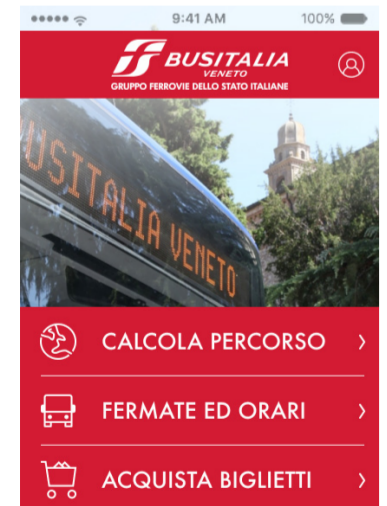 9:41 AM 100%
BUSITALIA
VENETO
GRUPPO FERROVIE DELLO STATO ITALIANE
BUSITALIA VENETO
CALCOLA PERCORSO
FERMATE ED ORARI
ACQUISTA BIGLIETTI